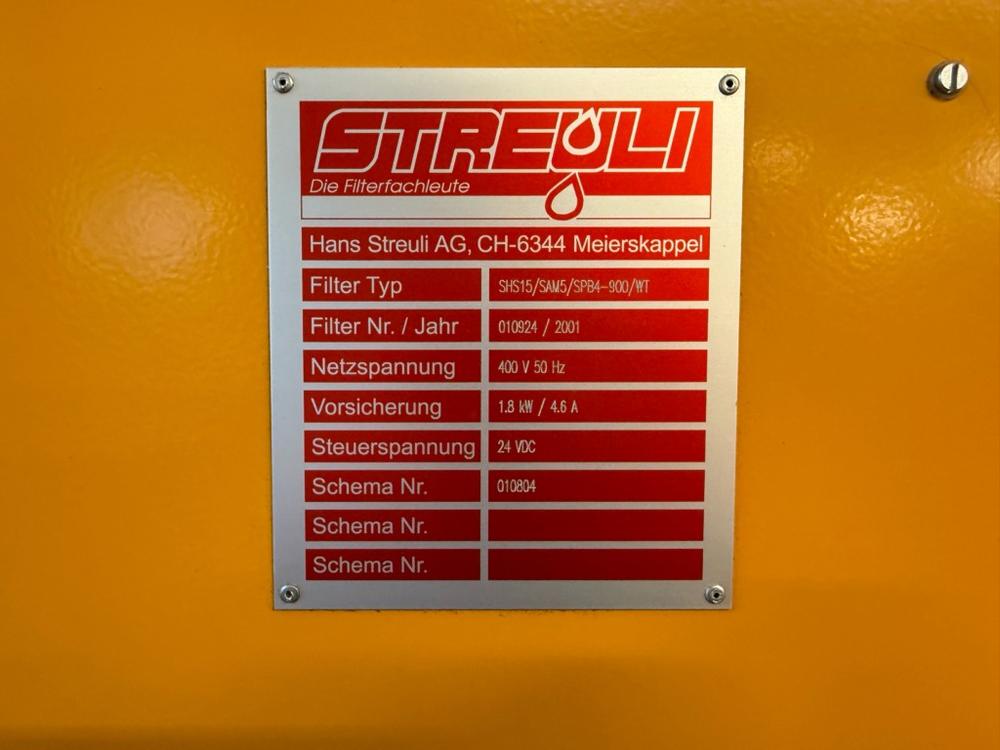 STREULI
Die Filterfachleute
Hans Streuli AG, CH-6344 Meierskappel
Filter Typ SHS15/SAM5/SPB4-900/WT
Filter Nr. / Jahr 010924 / 2001
Netzspannung 400 V 50 Hz
Vorsicherung 1.8 kW / 4.6 A
Steuerspannung 24 VDC
Schema Nr. 010804
Schema Nr.
Schema Nr.